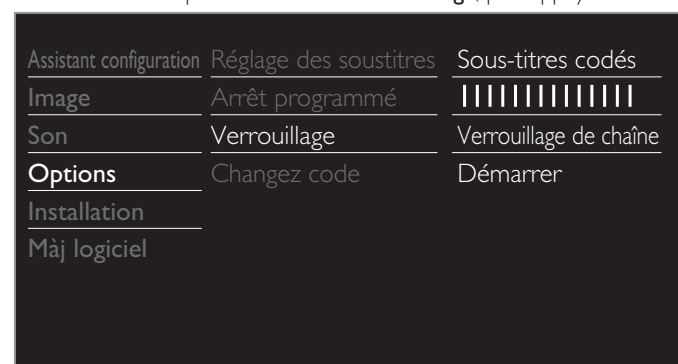 Assistant configuration
Image
Son
Options
Installation
Màj logiciel
Réglage des soustitres
Arrêt programmé
Verrouillage
Changez code
Sous-titres codés
Verrouillage de chaîne
Démarrer